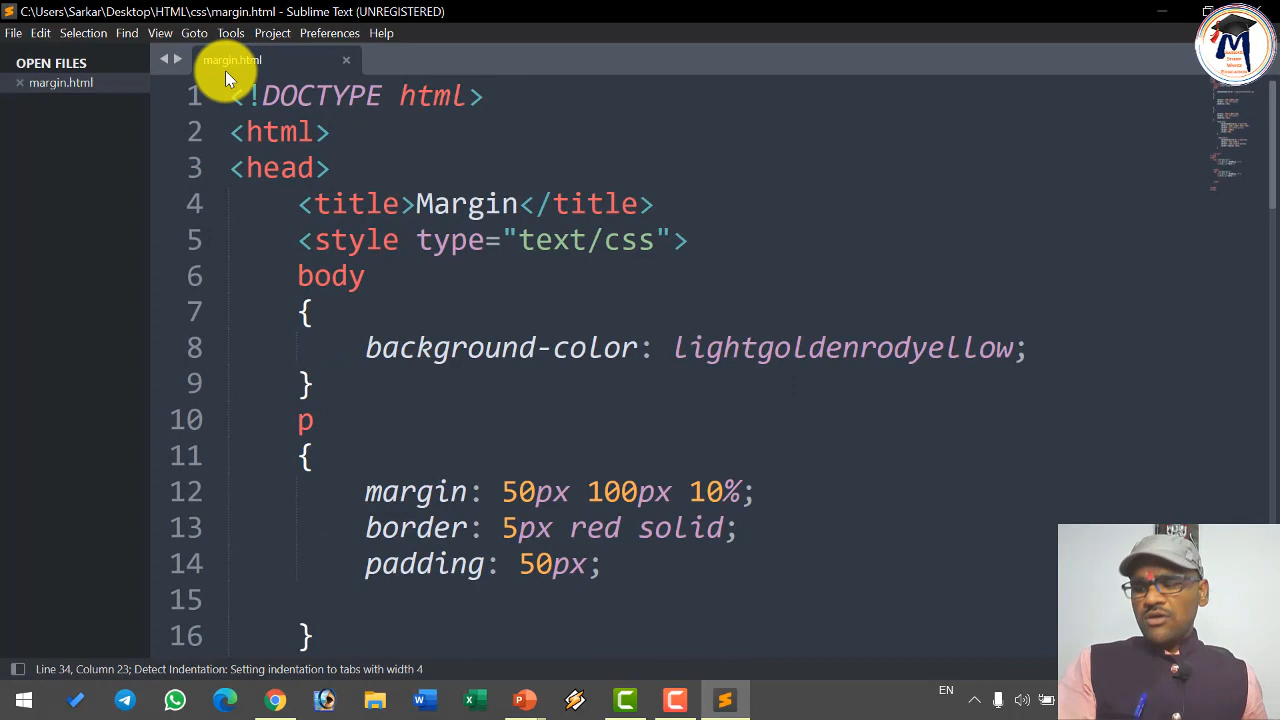 C:\Users\Sarkar\Desktop\HTML\css\margin.html - Sublime Text (UNREGISTERED)
File Edit Selection Find View Goto Tools Project Preferences Help
OPEN FILES
margin.html
margin.html
1 <!DOCTYPE html>
2 <html>
3 <head>
4 <title>Margin</title>
5 <style type="text/css">
6 body
7 {
8 background-color: lightgoldenrodyellow;
9 }
10 p
11 {
12 margin: 50px 100px 10%;
13 border: 5px red solid;
14 padding: 50px;
15
16 }
Line 34, Column 23; Detect Indentation: Setting indentation to tabs with width 4
EN